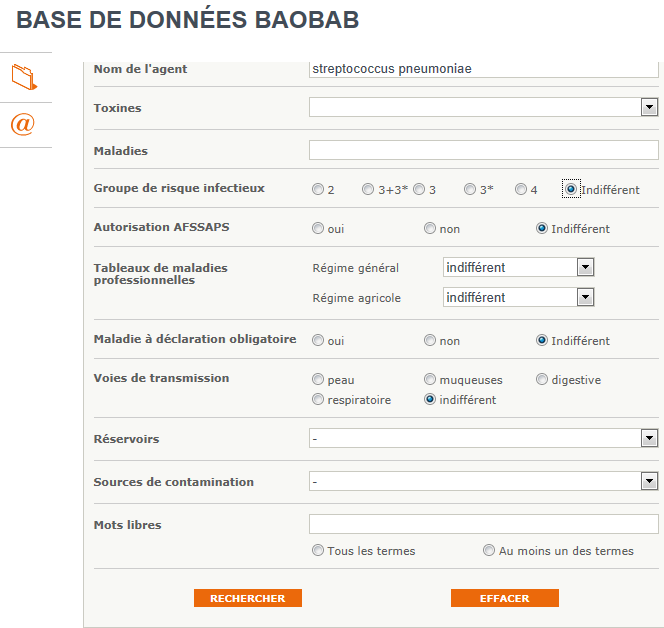 BASE DE DONNÉES BAOBAB
Nom de l'agent streptococcus pneumoniae
@
Toxines
Maladies
Groupe de risque infectieux 2 3+3* 3 3* 4 Indifférent
Autorisation AFSSAPS oui non Indifférent
Tableaux de maladies professionnelles Régime général indifférent
Régime agricole indifférent
Maladie à déclaration obligatoire oui non Indifférent
Voies de transmission peau muqueuses digestive
respiratoire indifférent
Réservoirs -
Sources de contamination -
Mots libres
Tous les termes Au moins un des termes
RECHERCHER EFFACER